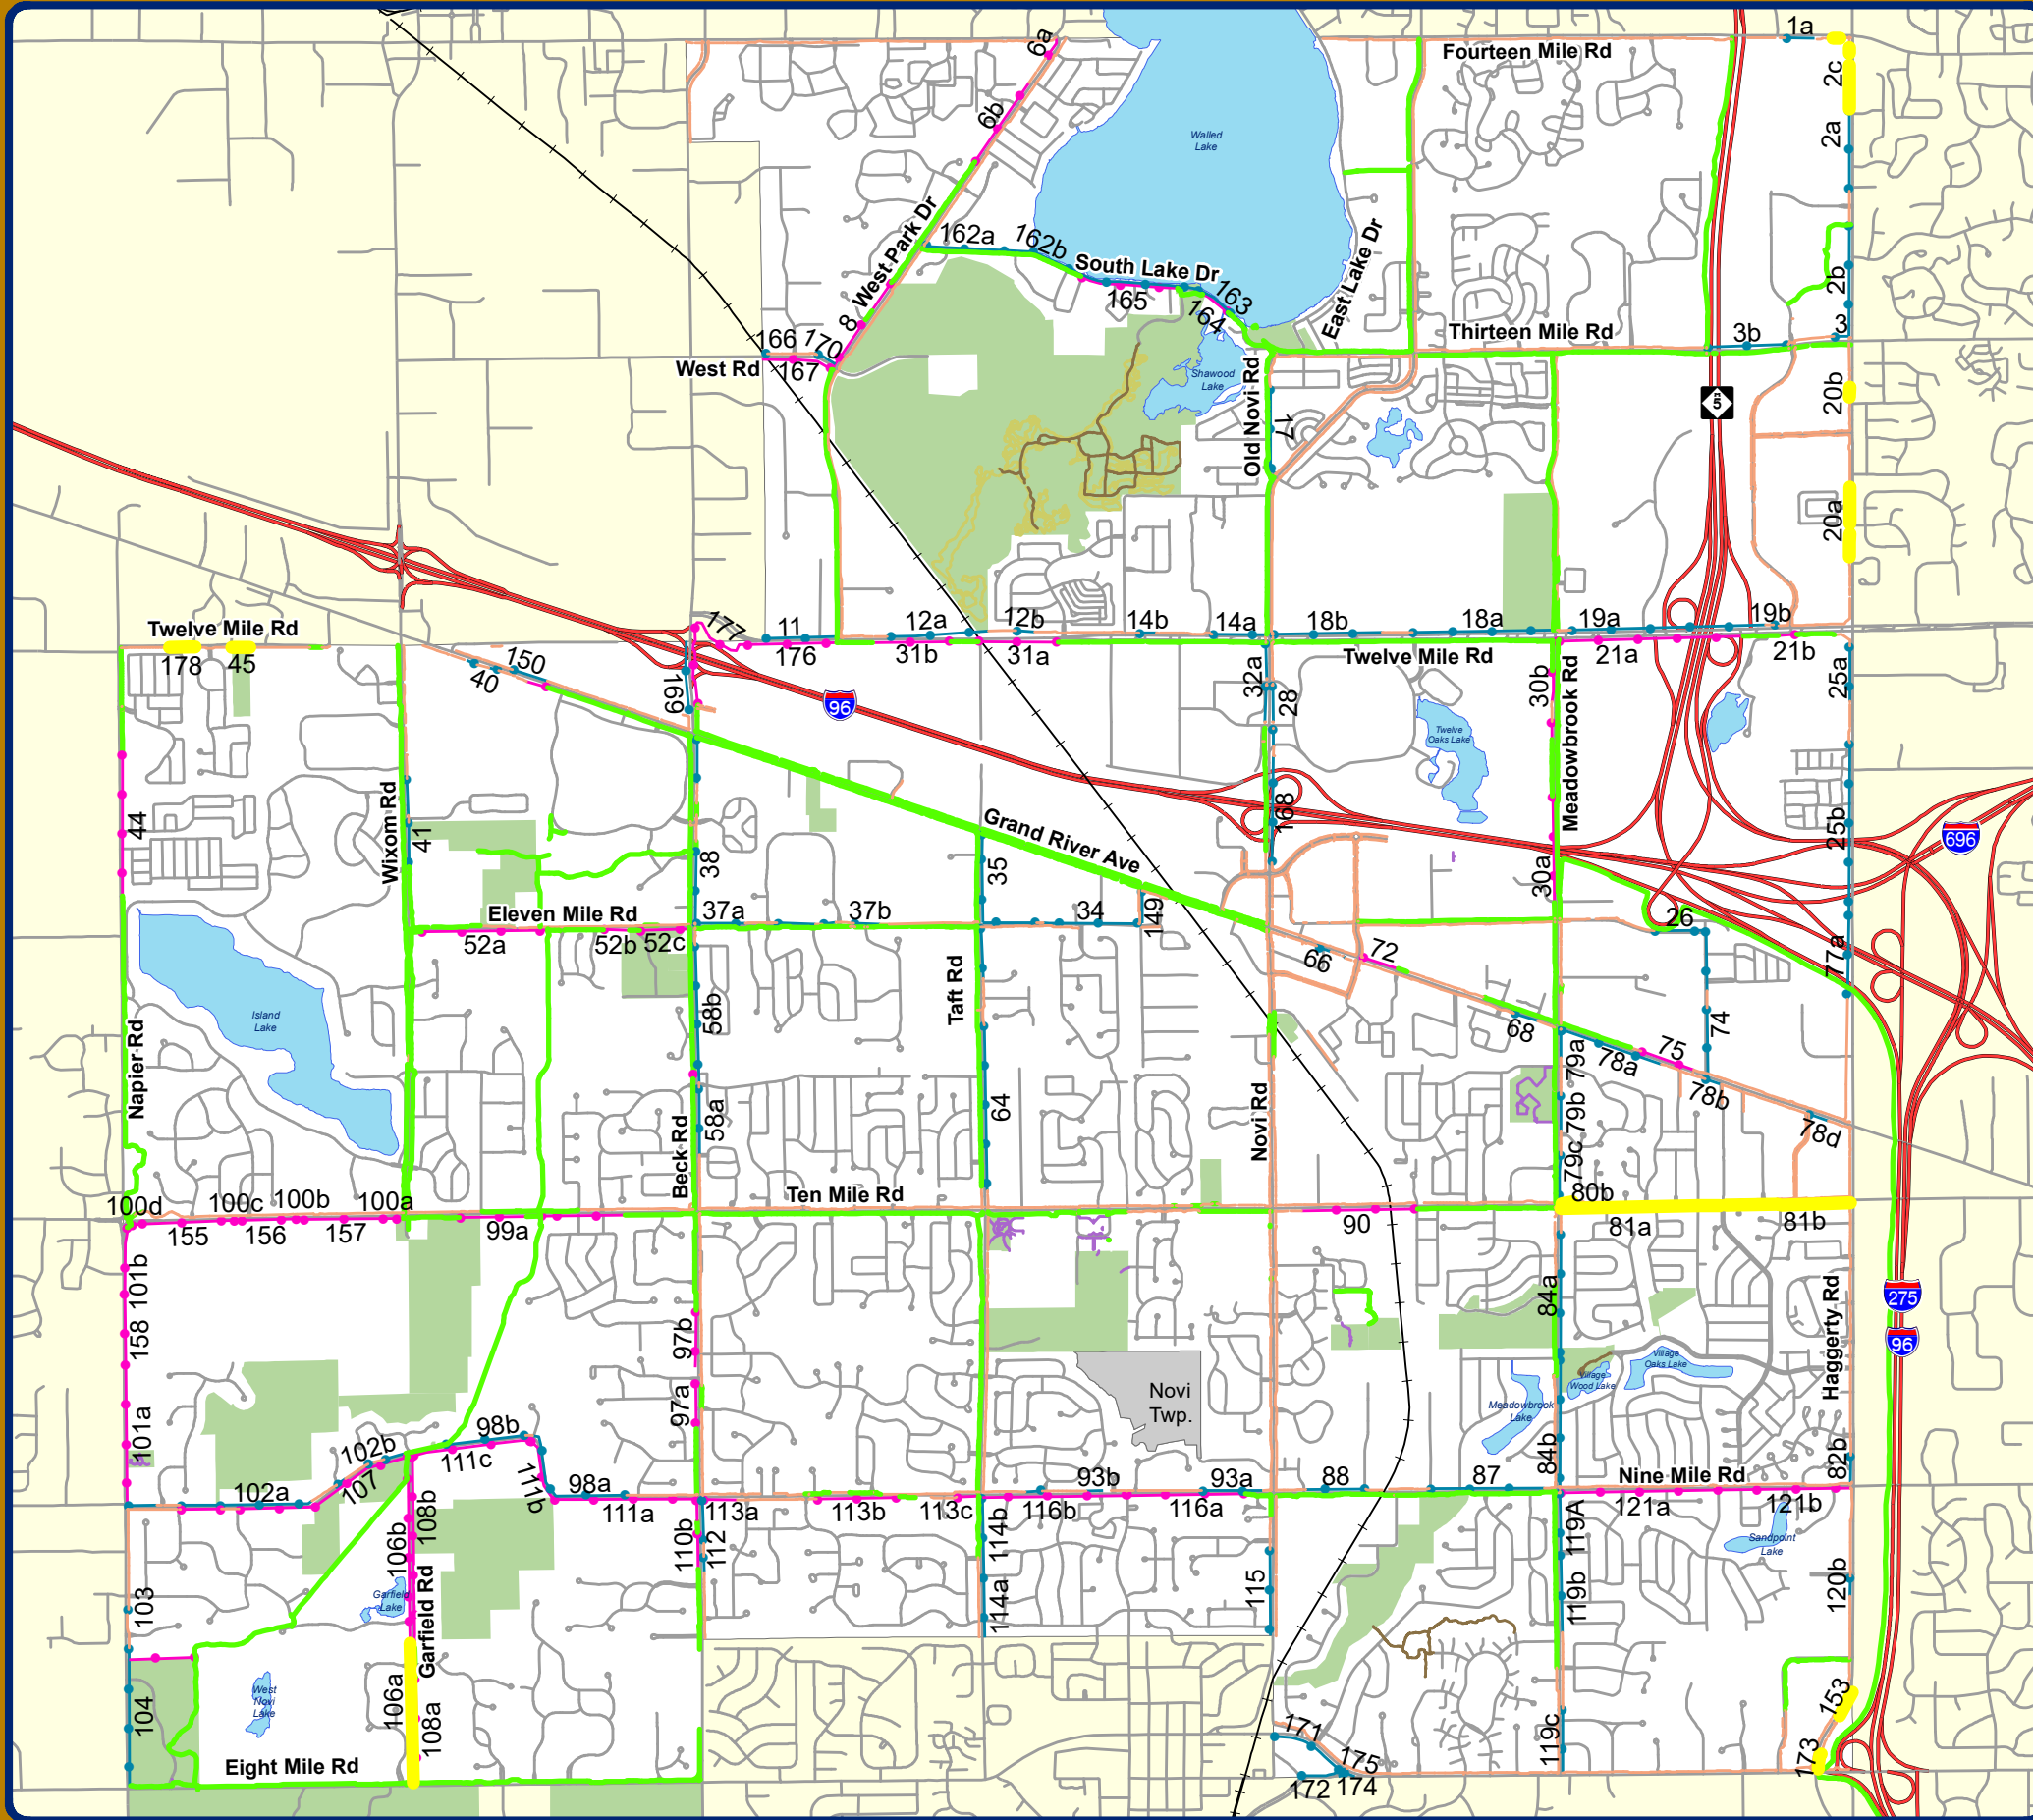 6a
Fourteen Mile Rd
1a
2c
6b
Walled
Lake
2a
West Park Dr
162a
162b
South Lake Dr
165
163
164
East Lake Dr
2b
8
166
170
167
West Rd
Thirteen Mile Rd
3b
3
Shawood
Lake
Old Novi Rd
17
M
5
20b
20a
Twelve Mile Rd
178
45
177
11
176
12a
31b
12b
31a
14b
14a
18b
18a
19a
19b
Twelve Mile Rd
21a
21b
150
40
169
96
32a
28
30b
Meadowbrook Rd
25a
Twelve
Oaks Lake
44
Wixom Rd
41
38
Grand River Ave
35
168
30a
25b
696
Eleven Mile Rd
52a
52b
52c
37a
37b
34
149
26
66
72
77a
Island
Lake
Napier Rd
58b
Taft Rd
68
74
79a
78a
75
78b
78d
64
58a
Beck Rd
Novi Rd
79b
79c
100d
100c
100b
100a
155
156
157
99a
Ten Mile Rd
90
80b
81a
81b
101b
158
97b
84a
Haggerty Rd
275
96
Village
Oaks Lake
Village
Wood Lake
Novi
Twp.
Meadowbrook
Lake
101a
97a
102b
98b
111c
107
102a
111b
98a
111a
113a
113b
113c
93b
116b
93a
116a
88
87
84b
Nine Mile Rd
82b
121a
121b
108b
106b
110b
112
114b
119A
Sandpoint
Lake
Garfield
Lake
Garfield Rd
103
114a
115
119b
120b
104
West
Novi
Lake
106a
108a
Eight Mile Rd
171
175
172
174
119c
153
173